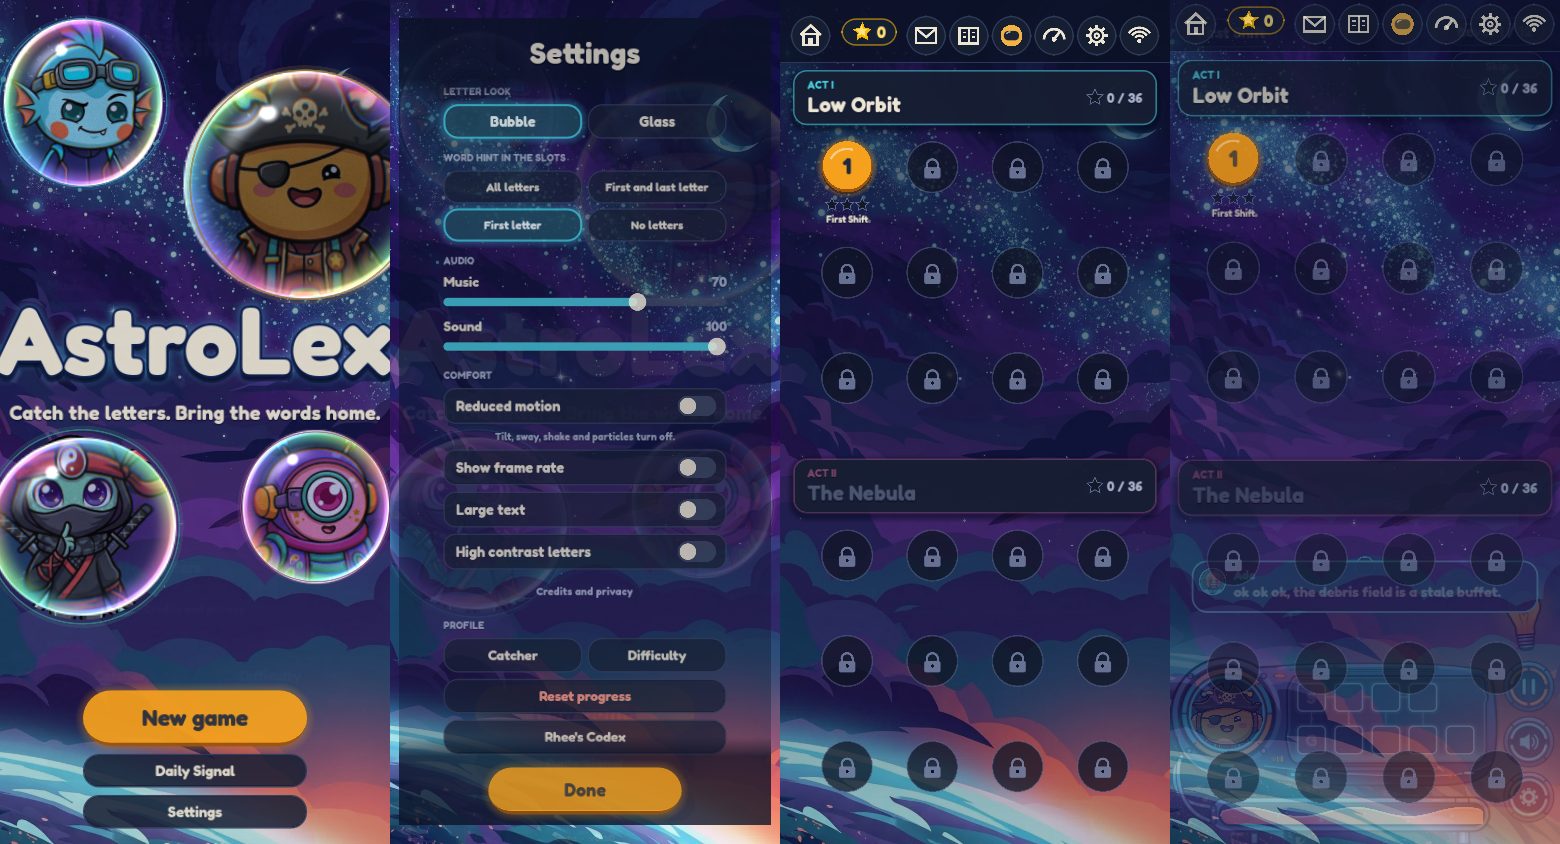 AstroLex
Catch the letters. Bring the words home.
New game
Daily Signal
Settings
Settings
LETTER LOOK
Bubble
Glass
WORD HINT IN THE SLOTS
All letters
First and last letter
First letter
No letters
AUDIO
Music
70
Sound
100
COMFORT
Reduced motion
Tilt, sway, shake and particles turn off.
Show frame rate
Large text
High contrast letters
Credits and privacy
PROFILE
Catcher
Difficulty
Reset progress
Rhee's Codex
Done
0
ACT I
Low Orbit
0 / 36
1
First Shift
ACT II
The Nebula
0 / 36
0
ACT I
Low Orbit
0 / 36
1
First Shift
ACT II
The Nebula
0 / 36
ok ok ok, the debris field is a stale buffet.